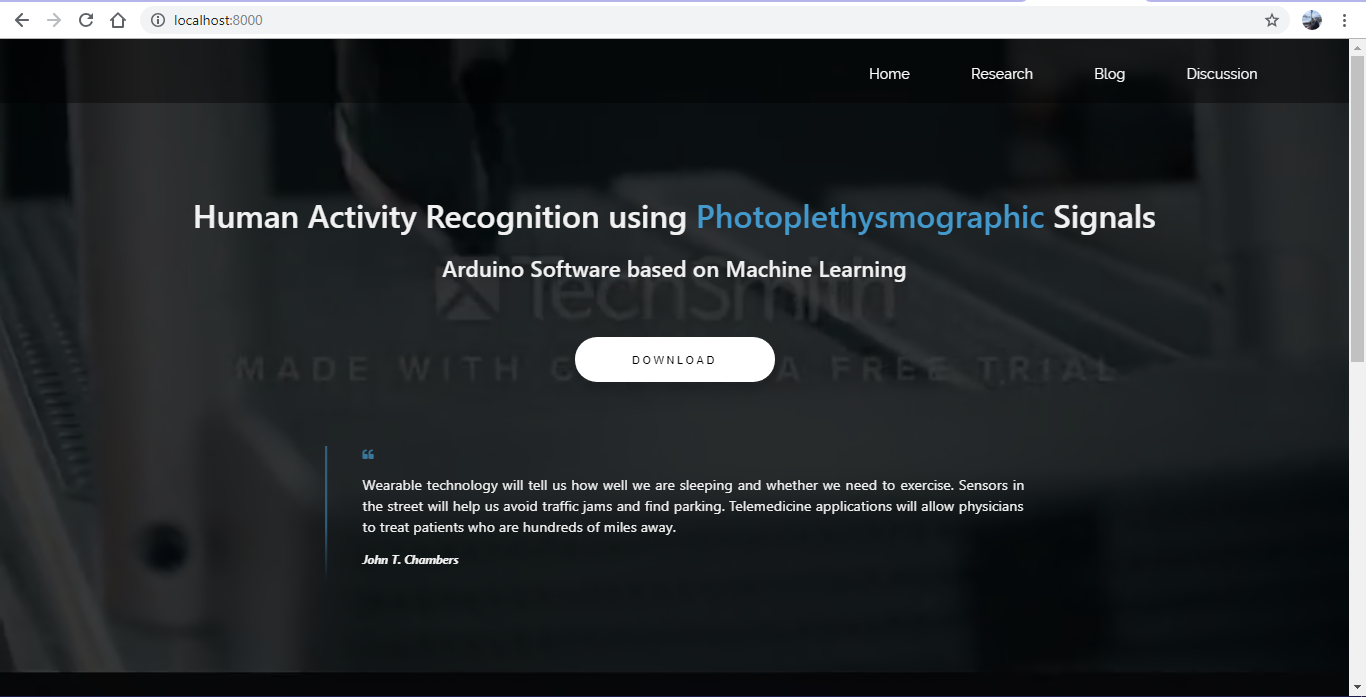 localhost:8000
Home Research Blog Discussion
Human Activity Recognition using Photoplethysmographic Signals
Arduino Software based on Machine Learning
TechSmith
MADE WITH C A FREE TRIAL
DOWNLOAD
❝
Wearable technology will tell us how well we are sleeping and whether we need to exercise. Sensors in
the street will help us avoid traffic jams and find parking. Telemedicine applications will allow physicians
to treat patients who are hundreds of miles away.
John T. Chambers